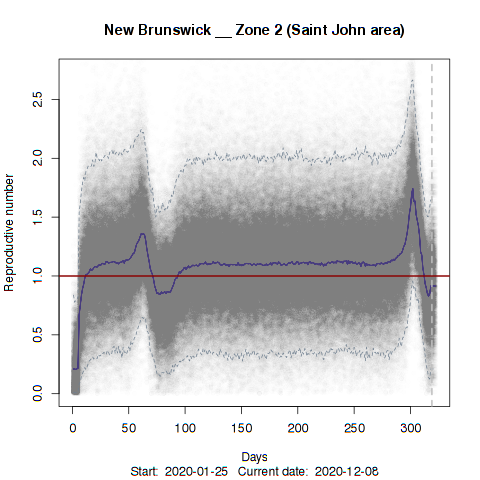 New Brunswick __ Zone 2 (Saint John area)
Reproductive number
2.5
2.0
1.5
1.0
0.5
0.0
0 50 100 150 200 250 300
Days
Start: 2020-01-25 Current date: 2020-12-08